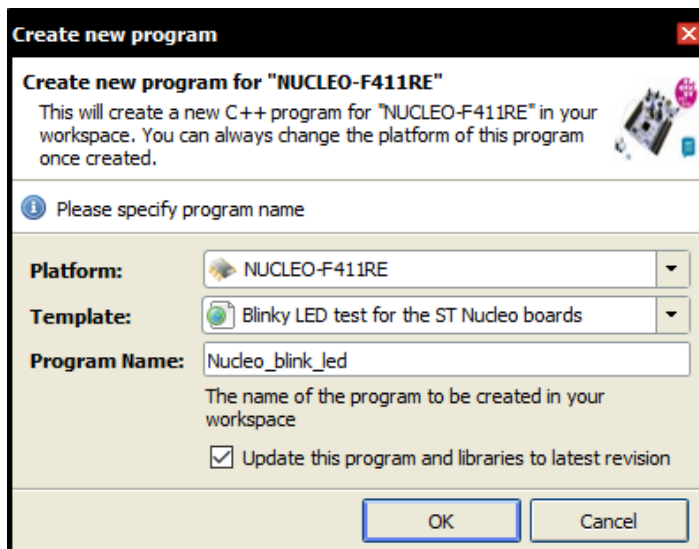 Create new program
Create new program for "NUCLEO-F411RE"
This will create a new C++ program for "NUCLEO-F411RE" in your
workspace. You can always change the platform of this program
once created.
Please specify program name
Platform: NUCLEO-F411RE
Template: Blinky LED test for the ST Nucleo boards
Program Name: Nucleo_blink_led
The name of the program to be created in your
workspace
Update this program and libraries to latest revision
OK Cancel